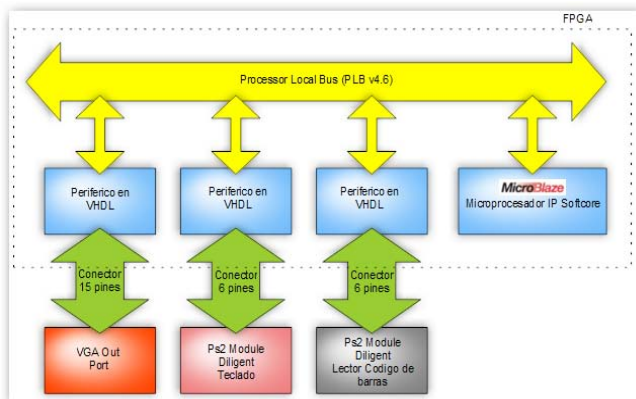 FPGA
Processor Local Bus (PLB v4.6)
Periferico en
VHDL
Periferico en
VHDL
Periferico en
VHDL
MicroBlaze
Microprocesador IP Softcore
Conector
15 pines
Conector
6 pines
Conector
6 pines
VGA Out
Port
Ps2 Module
Diligent
Teclado
Ps2 Module
Diligent
Lector Codigo de
barras